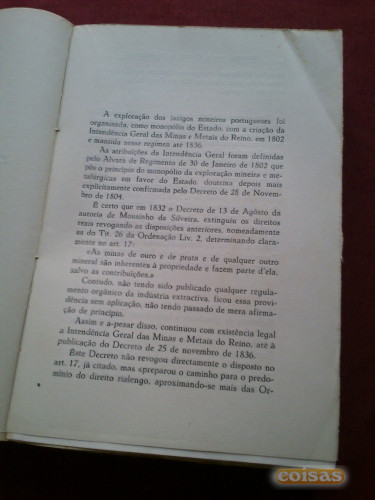 A exploração dos jazigos mineiros portugueses foi
organizada, como monopólio do Estado, com a criação da
Intendência Geral das Minas e Metais do Reino, em 1802
e mantida nesse regimen até 1836.
As atribuïções da Intendência Geral foram definidas
pelo Alvará de Regimento de 30 de Janeiro de 1802 que
pôs o princípio do monopólio da exploração mineira e me-
talúrgicas em favor do Estado, doutrina depois mais
explìcitamente confirmada pelo Decreto de 28 de Novem-
bro de 1804.
É certo que em 1832 o Decreto de 13 de Agôsto da
autoria de Mousinho da Silveira, extinguiu os direitos
reais revogando as disposições anteriores, nomeadamente
as do Tit. 26 da Ordenação Liv. 2, determinando clara-
mente no art. 17:
«As minas de ouro e de prata e de qualquer outro
mineral são inherentes à propriedade e fazem parte d'ela,
salvo as contribuïções.»
Contudo, não tendo sido publicado qualquer regula-
mento orgânico da indústria extractiva, ficou essa provi-
dência sem aplicação, não tendo passado de mera afirma-
ção de princípio.
Assim e a-pesar disso, continuou com existência legal
a Intendência Geral das Minas e Metais do Reino, até à
publicação do Decreto de 25 de novembro de 1836.
Êste Decreto não revogou directamente o disposto no
art. 17, já citado, mas «preparou o caminho para o predo-
mínio do direito rialengo, aproximando-se mais das Or-
coisas